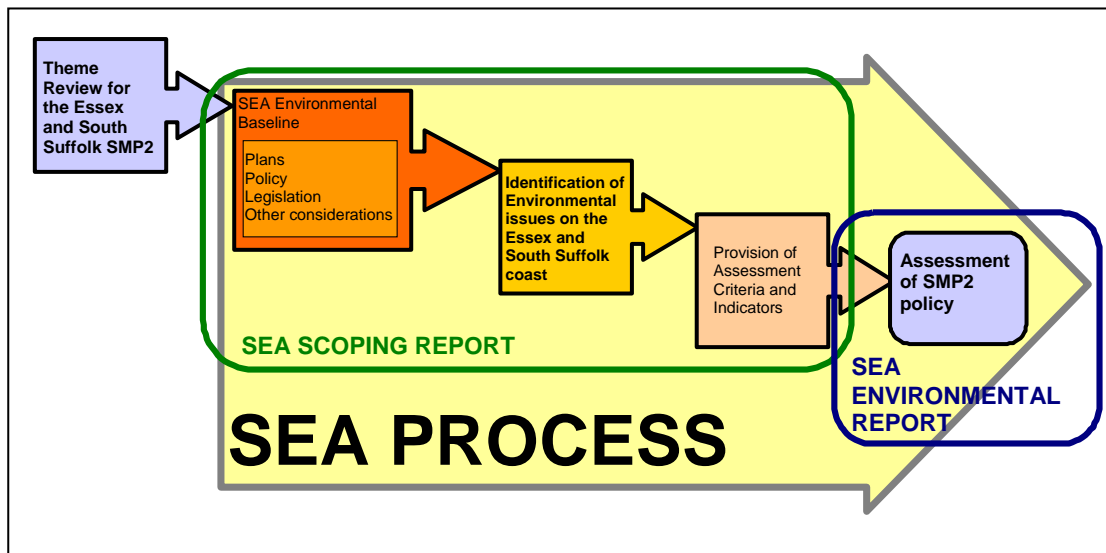 Theme
Review for
the Essex
and South
Suffolk SMP2
SEA Environmental
Baseline
Plans
Policy
Legislation
Other considerations
Identification of
Environmental
issues on the
Essex and
South Suffolk
coast
Provision of
Assessment
Criteria and
Indicators
Assessment
of SMP2
policy
SEA SCOPING REPORT
SEA
ENVIRONMENTAL
REPORT
SEA PROCESS